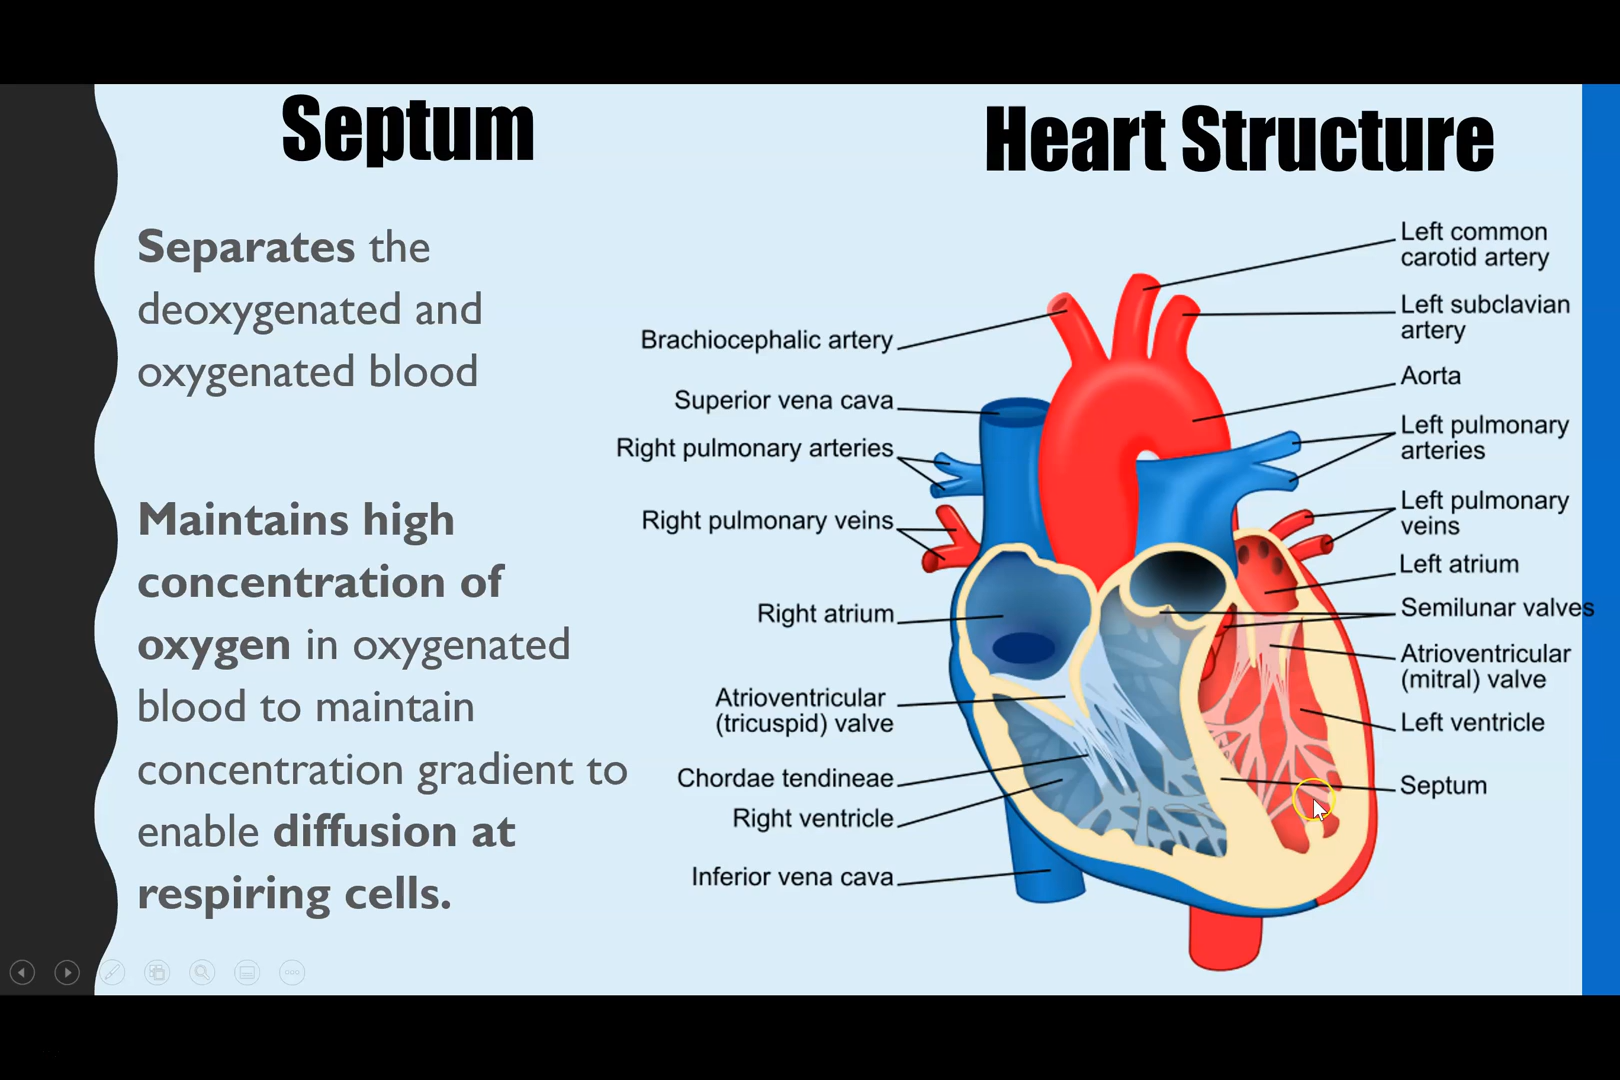 Septum
Separates the
deoxygenated and
oxygenated blood
Maintains high
concentration of
oxygen in oxygenated
blood to maintain
concentration gradient to
enable diffusion at
respiring cells.
Heart Structure
Brachiocephalic artery
Superior vena cava
Right pulmonary arteries
Right pulmonary veins
Right atrium
Atrioventricular
(tricuspid) valve
Chordae tendineae
Right ventricle
Inferior vena cava
Left common
carotid artery
Left subclavian
artery
Aorta
Left pulmonary
arteries
Left pulmonary
veins
Left atrium
Semilunar valves
Atrioventricular
(mitral) valve
Left ventricle
Septum